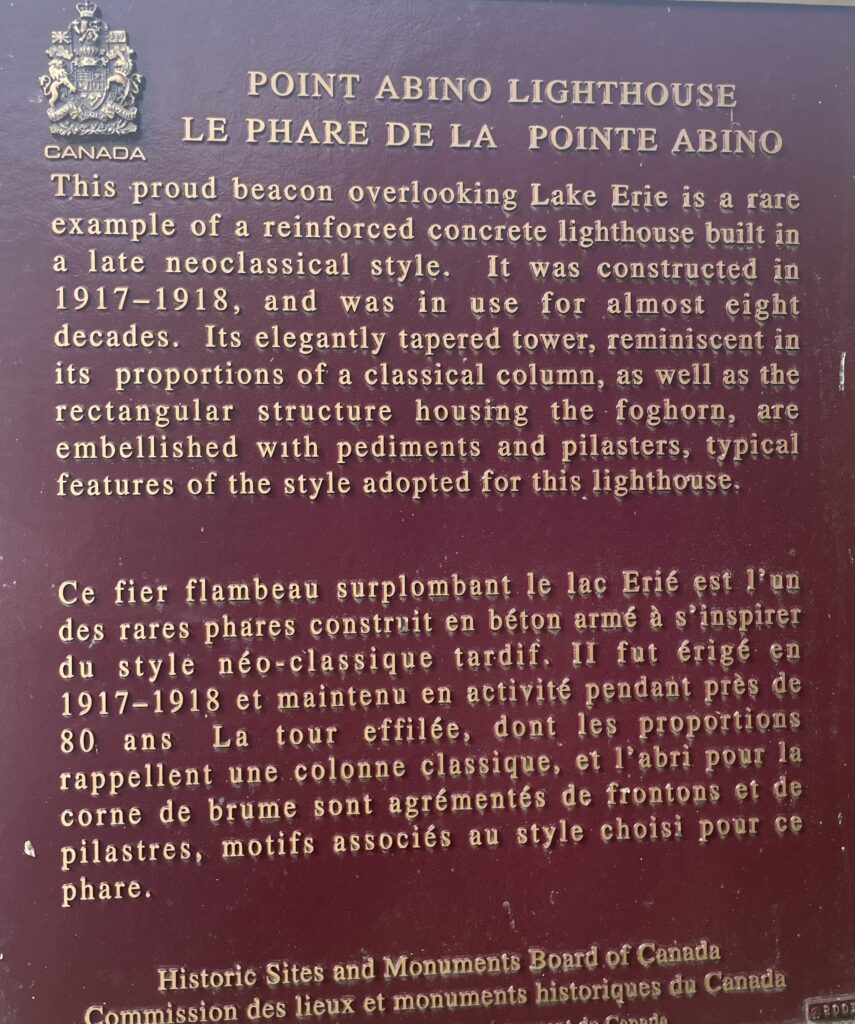 CANADA
POINT ABINO LIGHTHOUSE
LE PHARE DE LA POINTE ABINO
This proud beacon overlooking Lake Erie is a rare
example of a reinforced concrete lighthouse built in
a late neoclassical style. It was constructed in
1917–1918, and was in use for almost eight
decades. Its elegantly tapered tower, reminiscent in
its proportions of a classical column, as well as the
rectangular structure housing the foghorn, are
embellished with pediments and pilasters, typical
features of the style adopted for this lighthouse.
Ce fier flambeau surplombant le lac Erié est l'un
des rares phares construit en béton armé à s'inspirer
du style néo-classique tardif. Il fut érigé en
1917–1918 et maintenu en activité pendant près de
80 ans La tour effilée, dont les proportions
rappellent une colonne classique, et l'abri pour la
corne de brume sont agrémentés de frontons et de
pilastres, motifs associés au style choisi pour ce
phare.
Historic Sites and Monuments Board of Canada
Commission des lieux et monuments historiques du Canada
du Canada